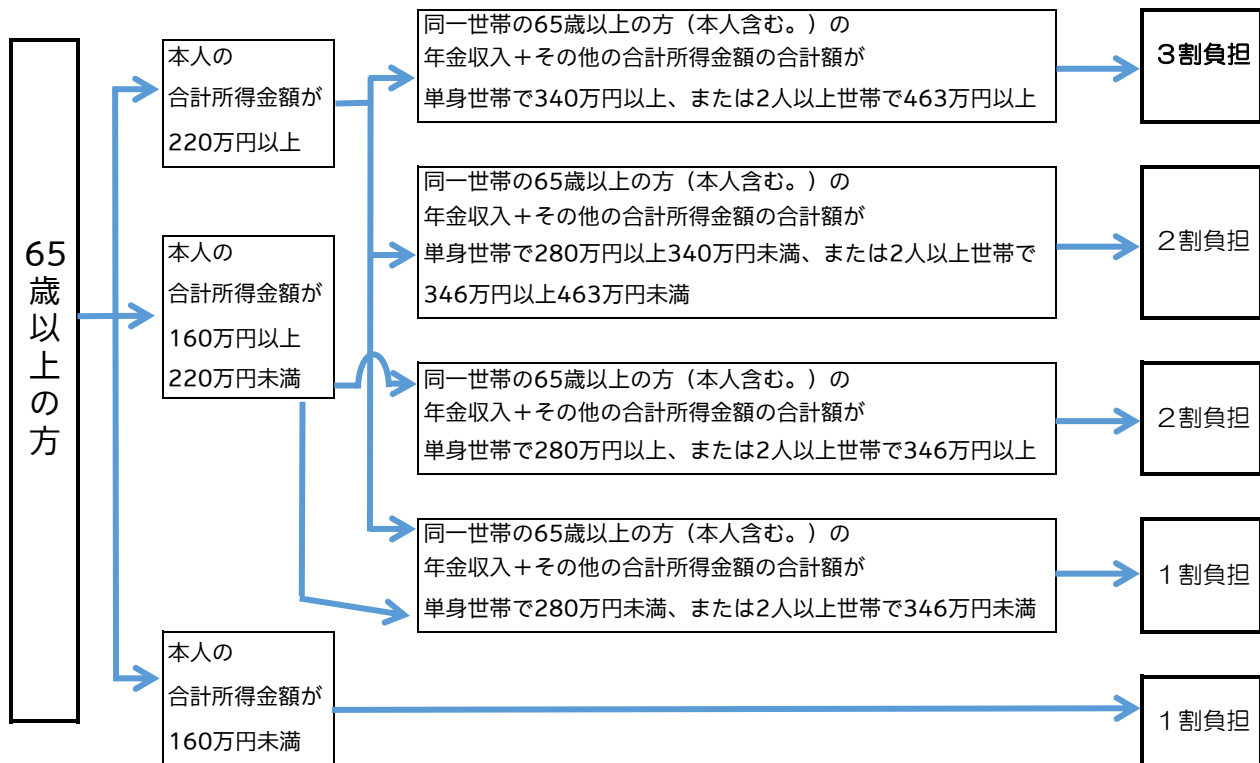 65歳以上の方
本人の
合計所得金額が
220万円以上
同一世帯の65歳以上の方（本人含む。）の
年金収入＋その他の合計所得金額の合計額が
単身世帯で340万円以上、または2人以上世帯で463万円以上
３割負担
同一世帯の65歳以上の方（本人含む。）の
年金収入＋その他の合計所得金額の合計額が
単身世帯で280万円以上340万円未満、または2人以上世帯で
346万円以上463万円未満
２割負担
本人の
合計所得金額が
160万円以上
220万円未満
同一世帯の65歳以上の方（本人含む。）の
年金収入＋その他の合計所得金額の合計額が
単身世帯で280万円以上、または2人以上世帯で346万円以上
２割負担
同一世帯の65歳以上の方（本人含む。）の
年金収入＋その他の合計所得金額の合計額が
単身世帯で280万円未満、または2人以上世帯で346万円未満
１割負担
本人の
合計所得金額が
160万円未満
１割負担